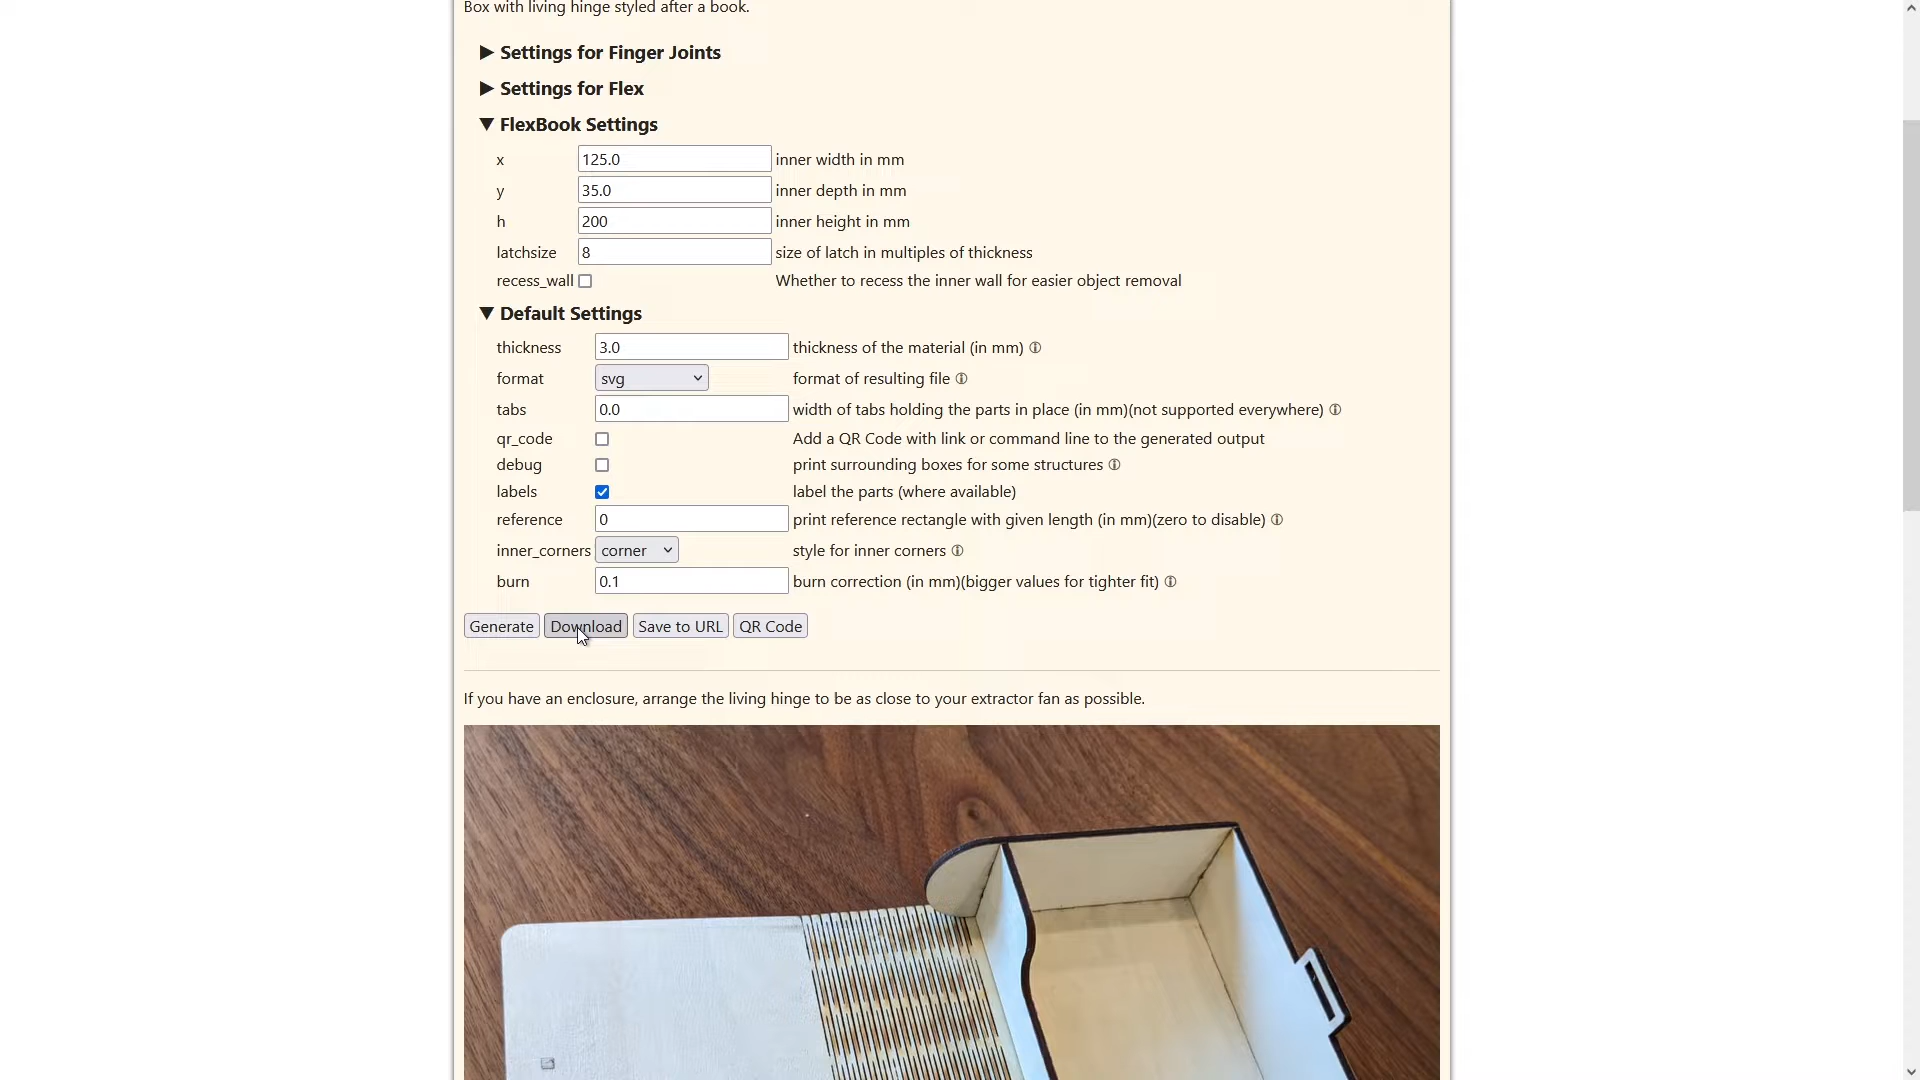 Box with living hinge styled after a book.
▶ Settings for Finger Joints
▶ Settings for Flex
▼ FlexBook Settings
x 125.0 inner width in mm
y 35.0 inner depth in mm
h 200 inner height in mm
latchsize 8 size of latch in multiples of thickness
recess_wall Whether to recess the inner wall for easier object removal
▼ Default Settings
thickness 3.0 thickness of the material (in mm) ⓘ
format svg format of resulting file ⓘ
tabs 0.0 width of tabs holding the parts in place (in mm)(not supported everywhere) ⓘ
qr_code Add a QR Code with link or command line to the generated output
debug print surrounding boxes for some structures ⓘ
labels label the parts (where available)
reference 0 print reference rectangle with given length (in mm)(zero to disable) ⓘ
inner_corners corner style for inner corners ⓘ
burn 0.1 burn correction (in mm)(bigger values for tighter fit) ⓘ
Generate Download Save to URL QR Code
If you have an enclosure, arrange the living hinge to be as close to your extractor fan as possible.